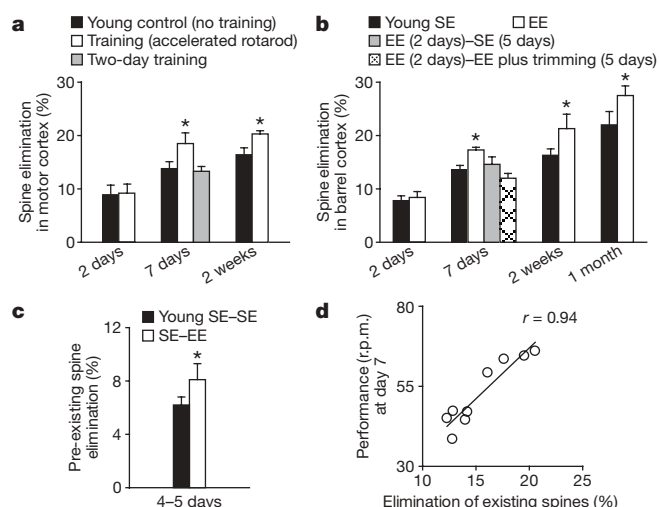 a
Young control (no training)
Training (accelerated rotarod)
Two-day training
Spine elimination
in motor cortex (%)
30
20
10
0
*
*
2 days
7 days
2 weeks
b
Young SE
EE
EE (2 days)–SE (5 days)
EE (2 days)–EE plus trimming (5 days)
Spine elimination
in barrel cortex (%)
30
20
10
0
*
*
*
2 days
7 days
2 weeks
1 month
c
Young SE–SE
SE–EE
Pre-existing spine
elimination (%)
12
8
4
0
*
4–5 days
d
r = 0.94
Performance (r.p.m.)
at day 7
80
55
30
10
15
20
25
Elimination of existing spines (%)